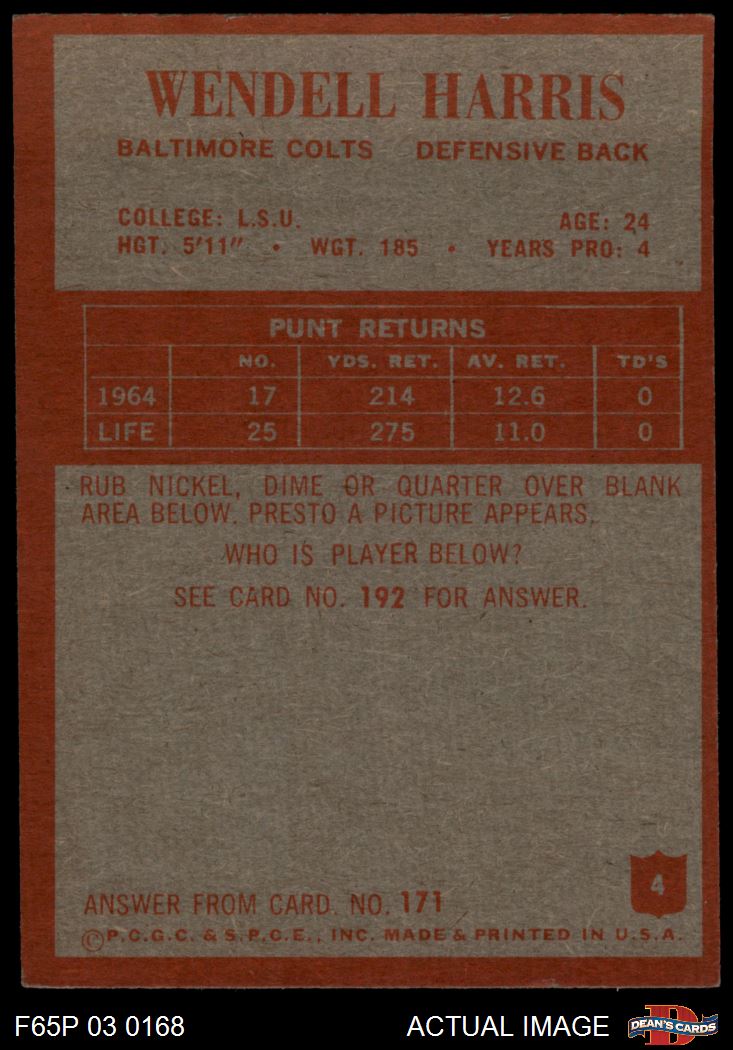 WENDELL HARRIS
BALTIMORE COLTS DEFENSIVE BACK
COLLEGE: L.S.U. AGE: 24
HGT. 5'11" • WGT. 185 • YEARS PRO: 4
PUNT RETURNS
NO. YDS. RET. AV. RET. TD'S
1964 17 214 12.6 0
LIFE 25 275 11.0 0
RUB NICKEL, DIME OR QUARTER OVER BLANK
AREA BELOW. PRESTO A PICTURE APPEARS.
WHO IS PLAYER BELOW?
SEE CARD NO. 192 FOR ANSWER.
4
ANSWER FROM CARD. NO. 171
©P.C.G.C. & S.P.C.E., INC. MADE & PRINTED IN U.S.A.
F65P 03 0168 ACTUAL IMAGE D DEAN'S CARDS